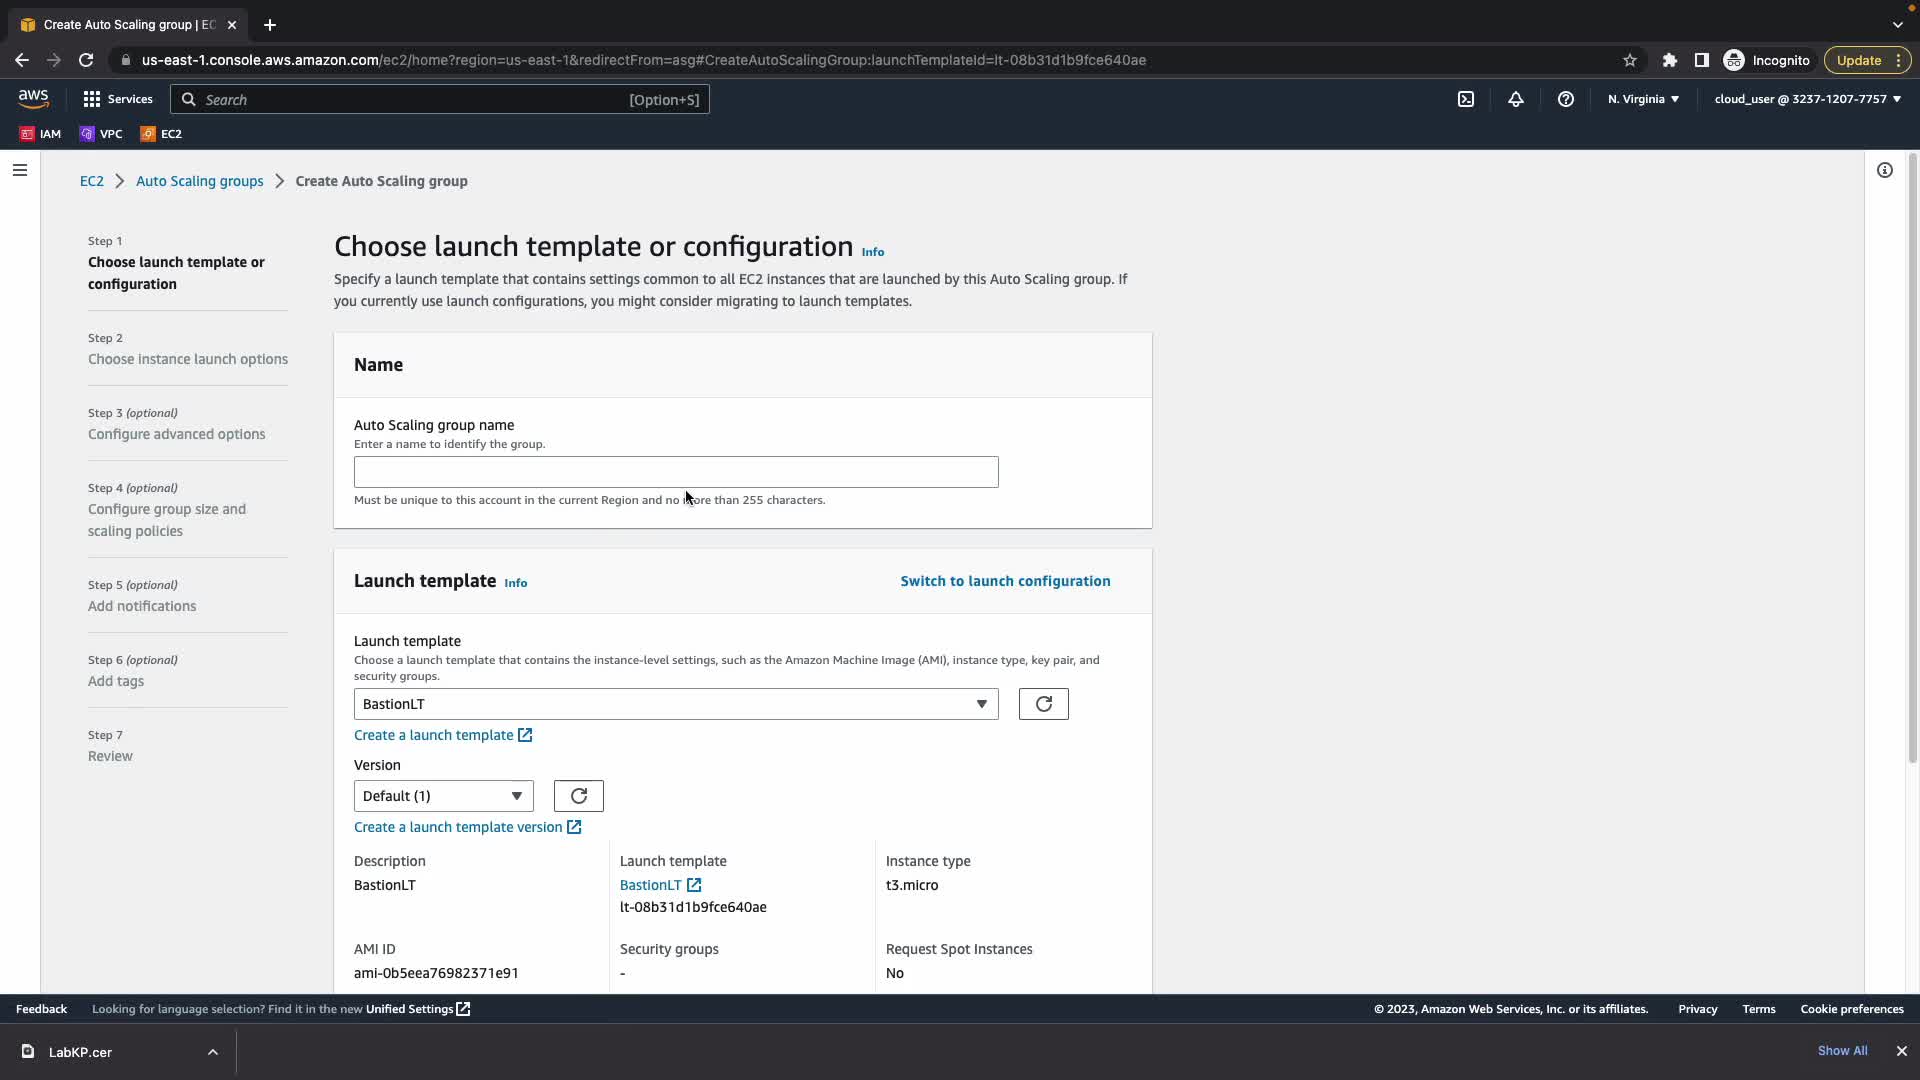 Create Auto Scaling group | EC
us-east-1.console.aws.amazon.com/ec2/home?region=us-east-1&redirectFrom=asg#CreateAutoScalingGroup:launchTemplateId=lt-08b31d1b9fce640ae
Incognito
Update
aws
Services
Search
[Option+S]
N. Virginia
cloud_user @ 3237-1207-7757
IAM
VPC
EC2
EC2
Auto Scaling groups
Create Auto Scaling group
Step 1
Choose launch template or
configuration
Step 2
Choose instance launch options
Step 3 (optional)
Configure advanced options
Step 4 (optional)
Configure group size and
scaling policies
Step 5 (optional)
Add notifications
Step 6 (optional)
Add tags
Step 7
Review
Choose launch template or configuration Info
Specify a launch template that contains settings common to all EC2 instances that are launched by this Auto Scaling group. If
you currently use launch configurations, you might consider migrating to launch templates.
Name
Auto Scaling group name
Enter a name to identify the group.
Must be unique to this account in the current Region and no more than 255 characters.
Launch template Info
Switch to launch configuration
Launch template
Choose a launch template that contains the instance-level settings, such as the Amazon Machine Image (AMI), instance type, key pair, and
security groups.
BastionLT
Create a launch template
Version
Default (1)
Create a launch template version
Description
BastionLT
Launch template
BastionLT
lt-08b31d1b9fce640ae
Instance type
t3.micro
AMI ID
ami-0b5eea76982371e91
Security groups
-
Request Spot Instances
No
Feedback
Looking for language selection? Find it in the new Unified Settings
© 2023, Amazon Web Services, Inc. or its affiliates.
Privacy
Terms
Cookie preferences
LabKP.cer
Show All